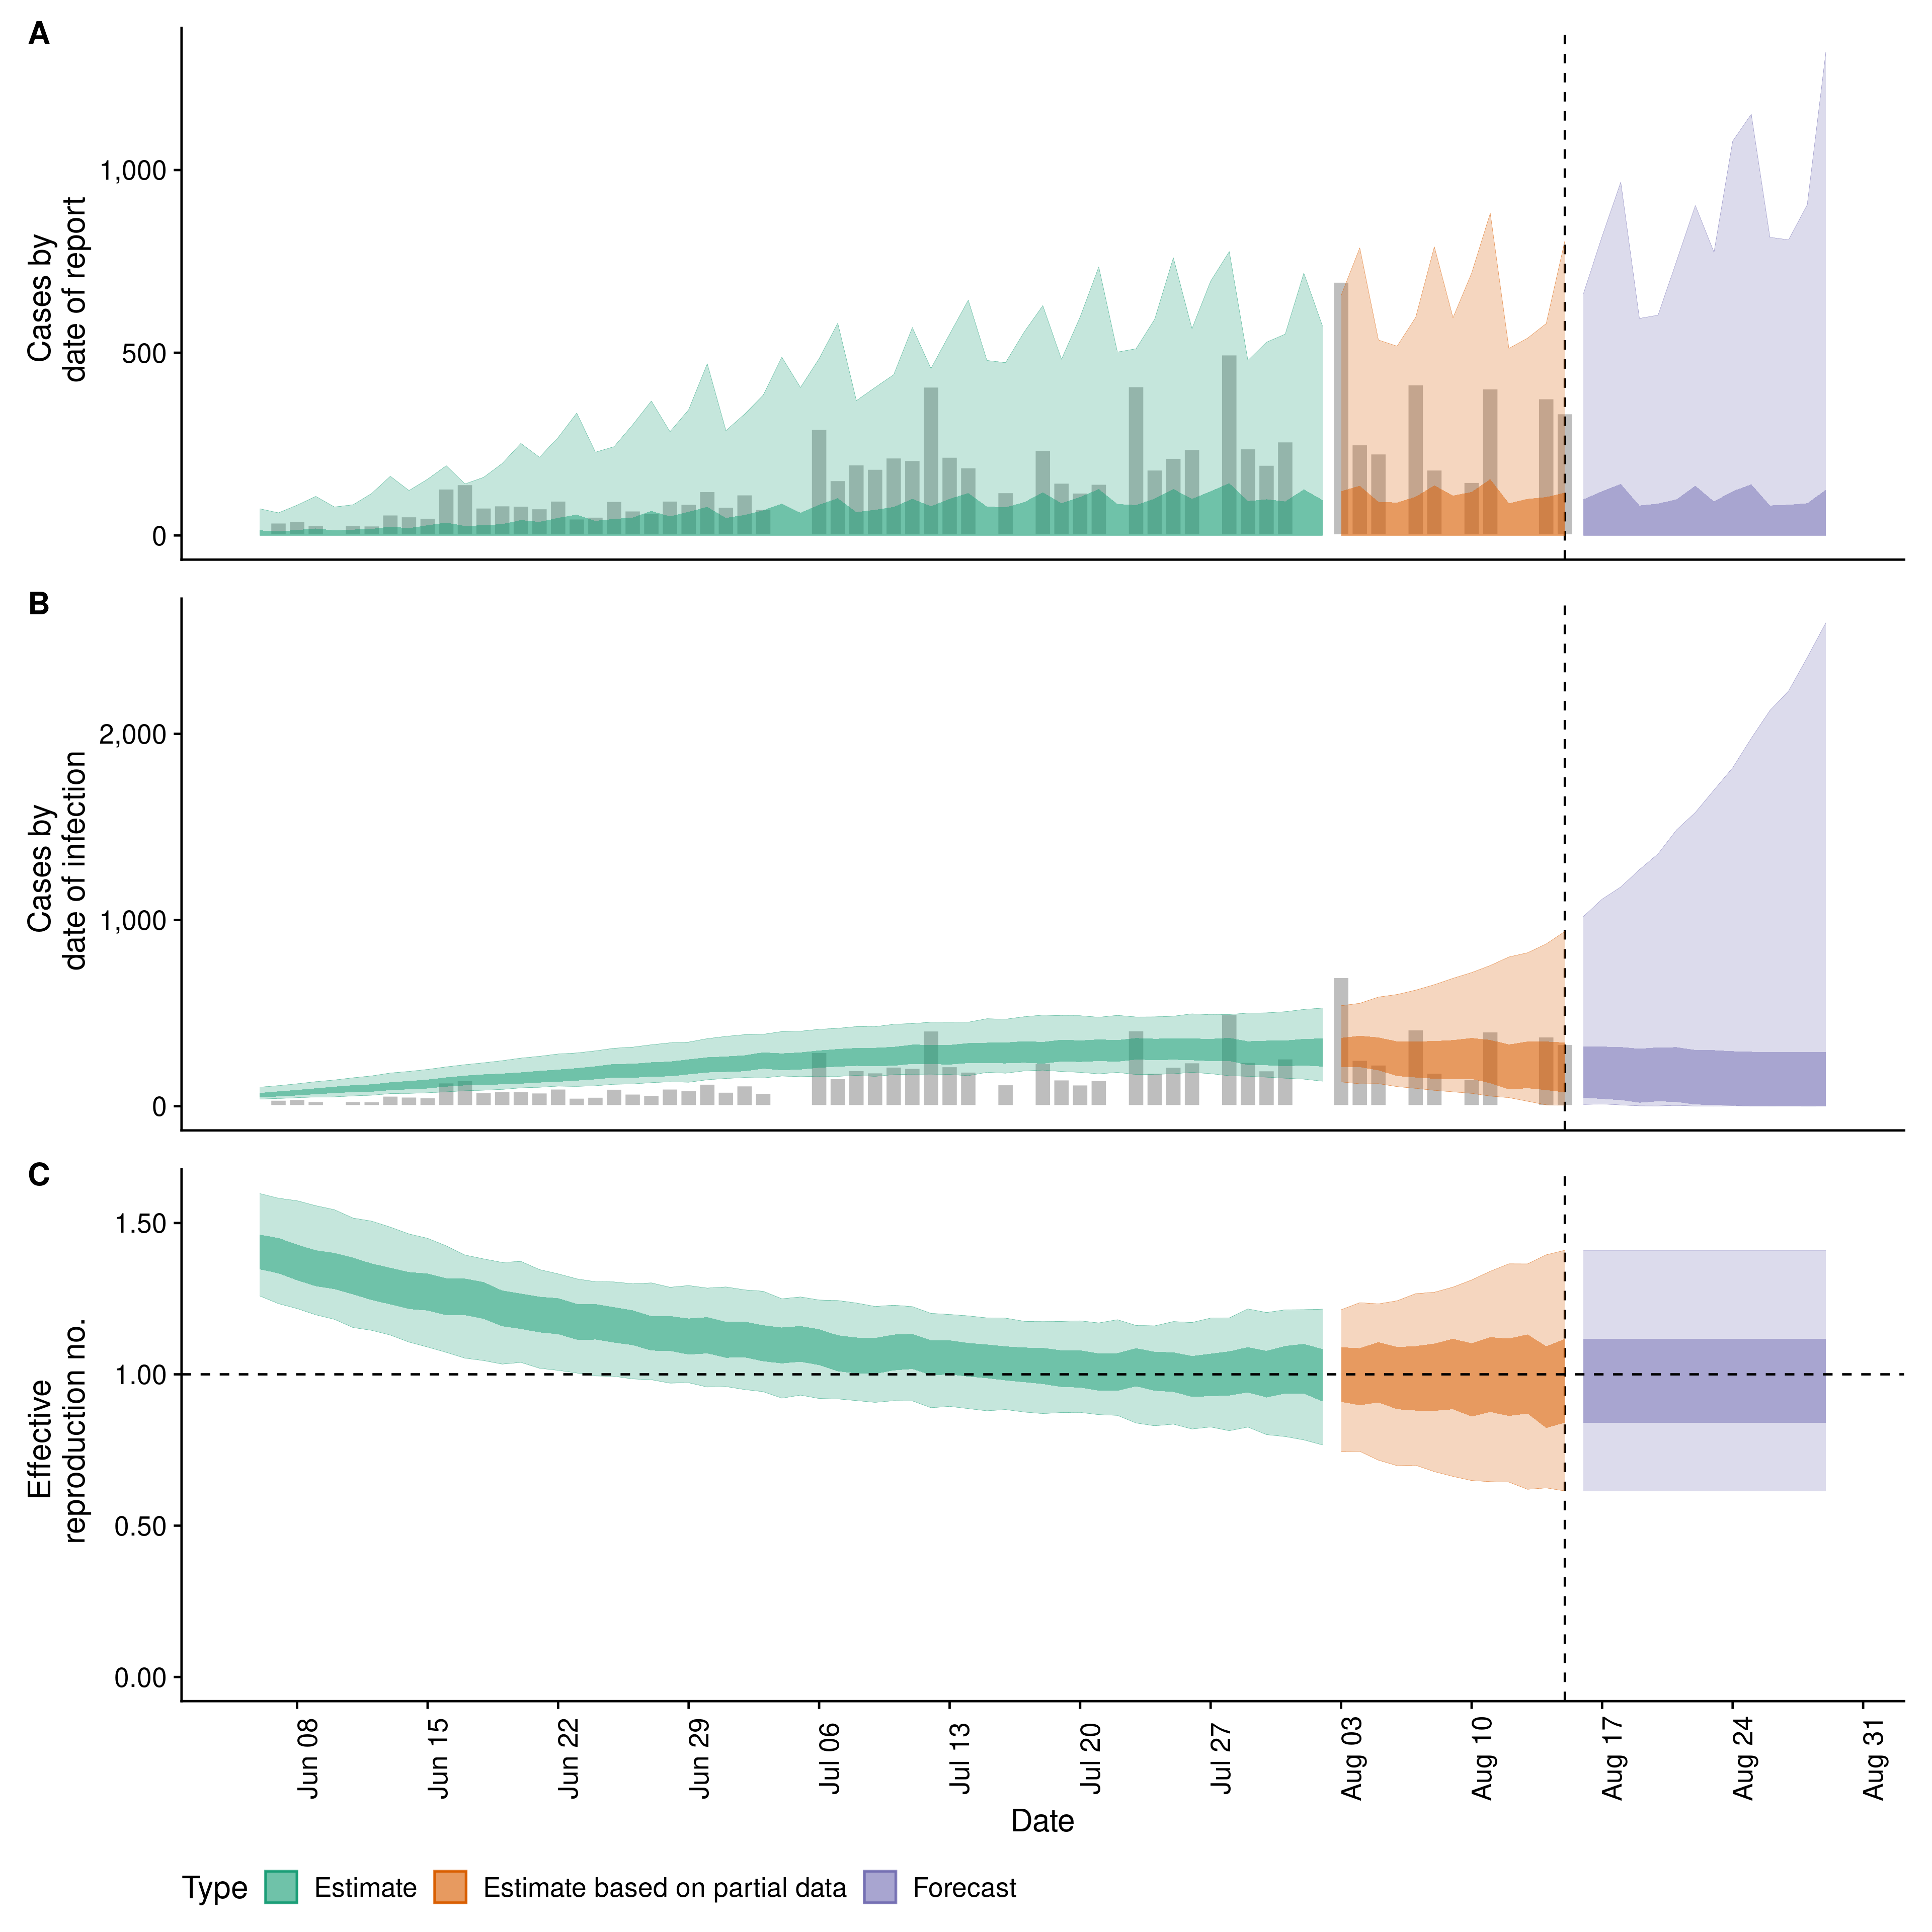 A
Cases by
date of report
1,000
500
0
B
Cases by
date of infection
2,000
1,000
0
C
Effective
reproduction no.
1.50
1.00
0.50
0.00
Jun 08
Jun 15
Jun 22
Jun 29
Jul 06
Jul 13
Jul 20
Jul 27
Aug 03
Aug 10
Aug 17
Aug 24
Aug 31
Date
Type Estimate Estimate based on partial data Forecast